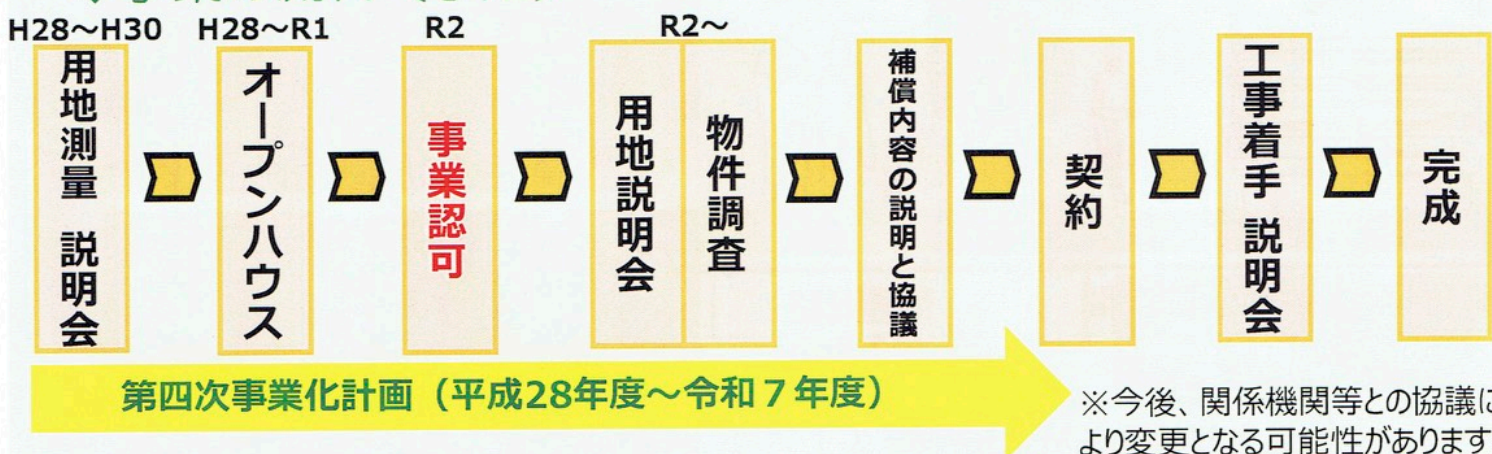 H28～H30
H28～R1
R2
R2～
用地測量 説明会
オープンハウス
事業認可
用地説明会
物件調査
補償内容の説明と協議
契約
工事着手 説明会
完成
第四次事業化計画（平成28年度～令和７年度）
※今後、関係機関等との協議に
より変更となる可能性があります